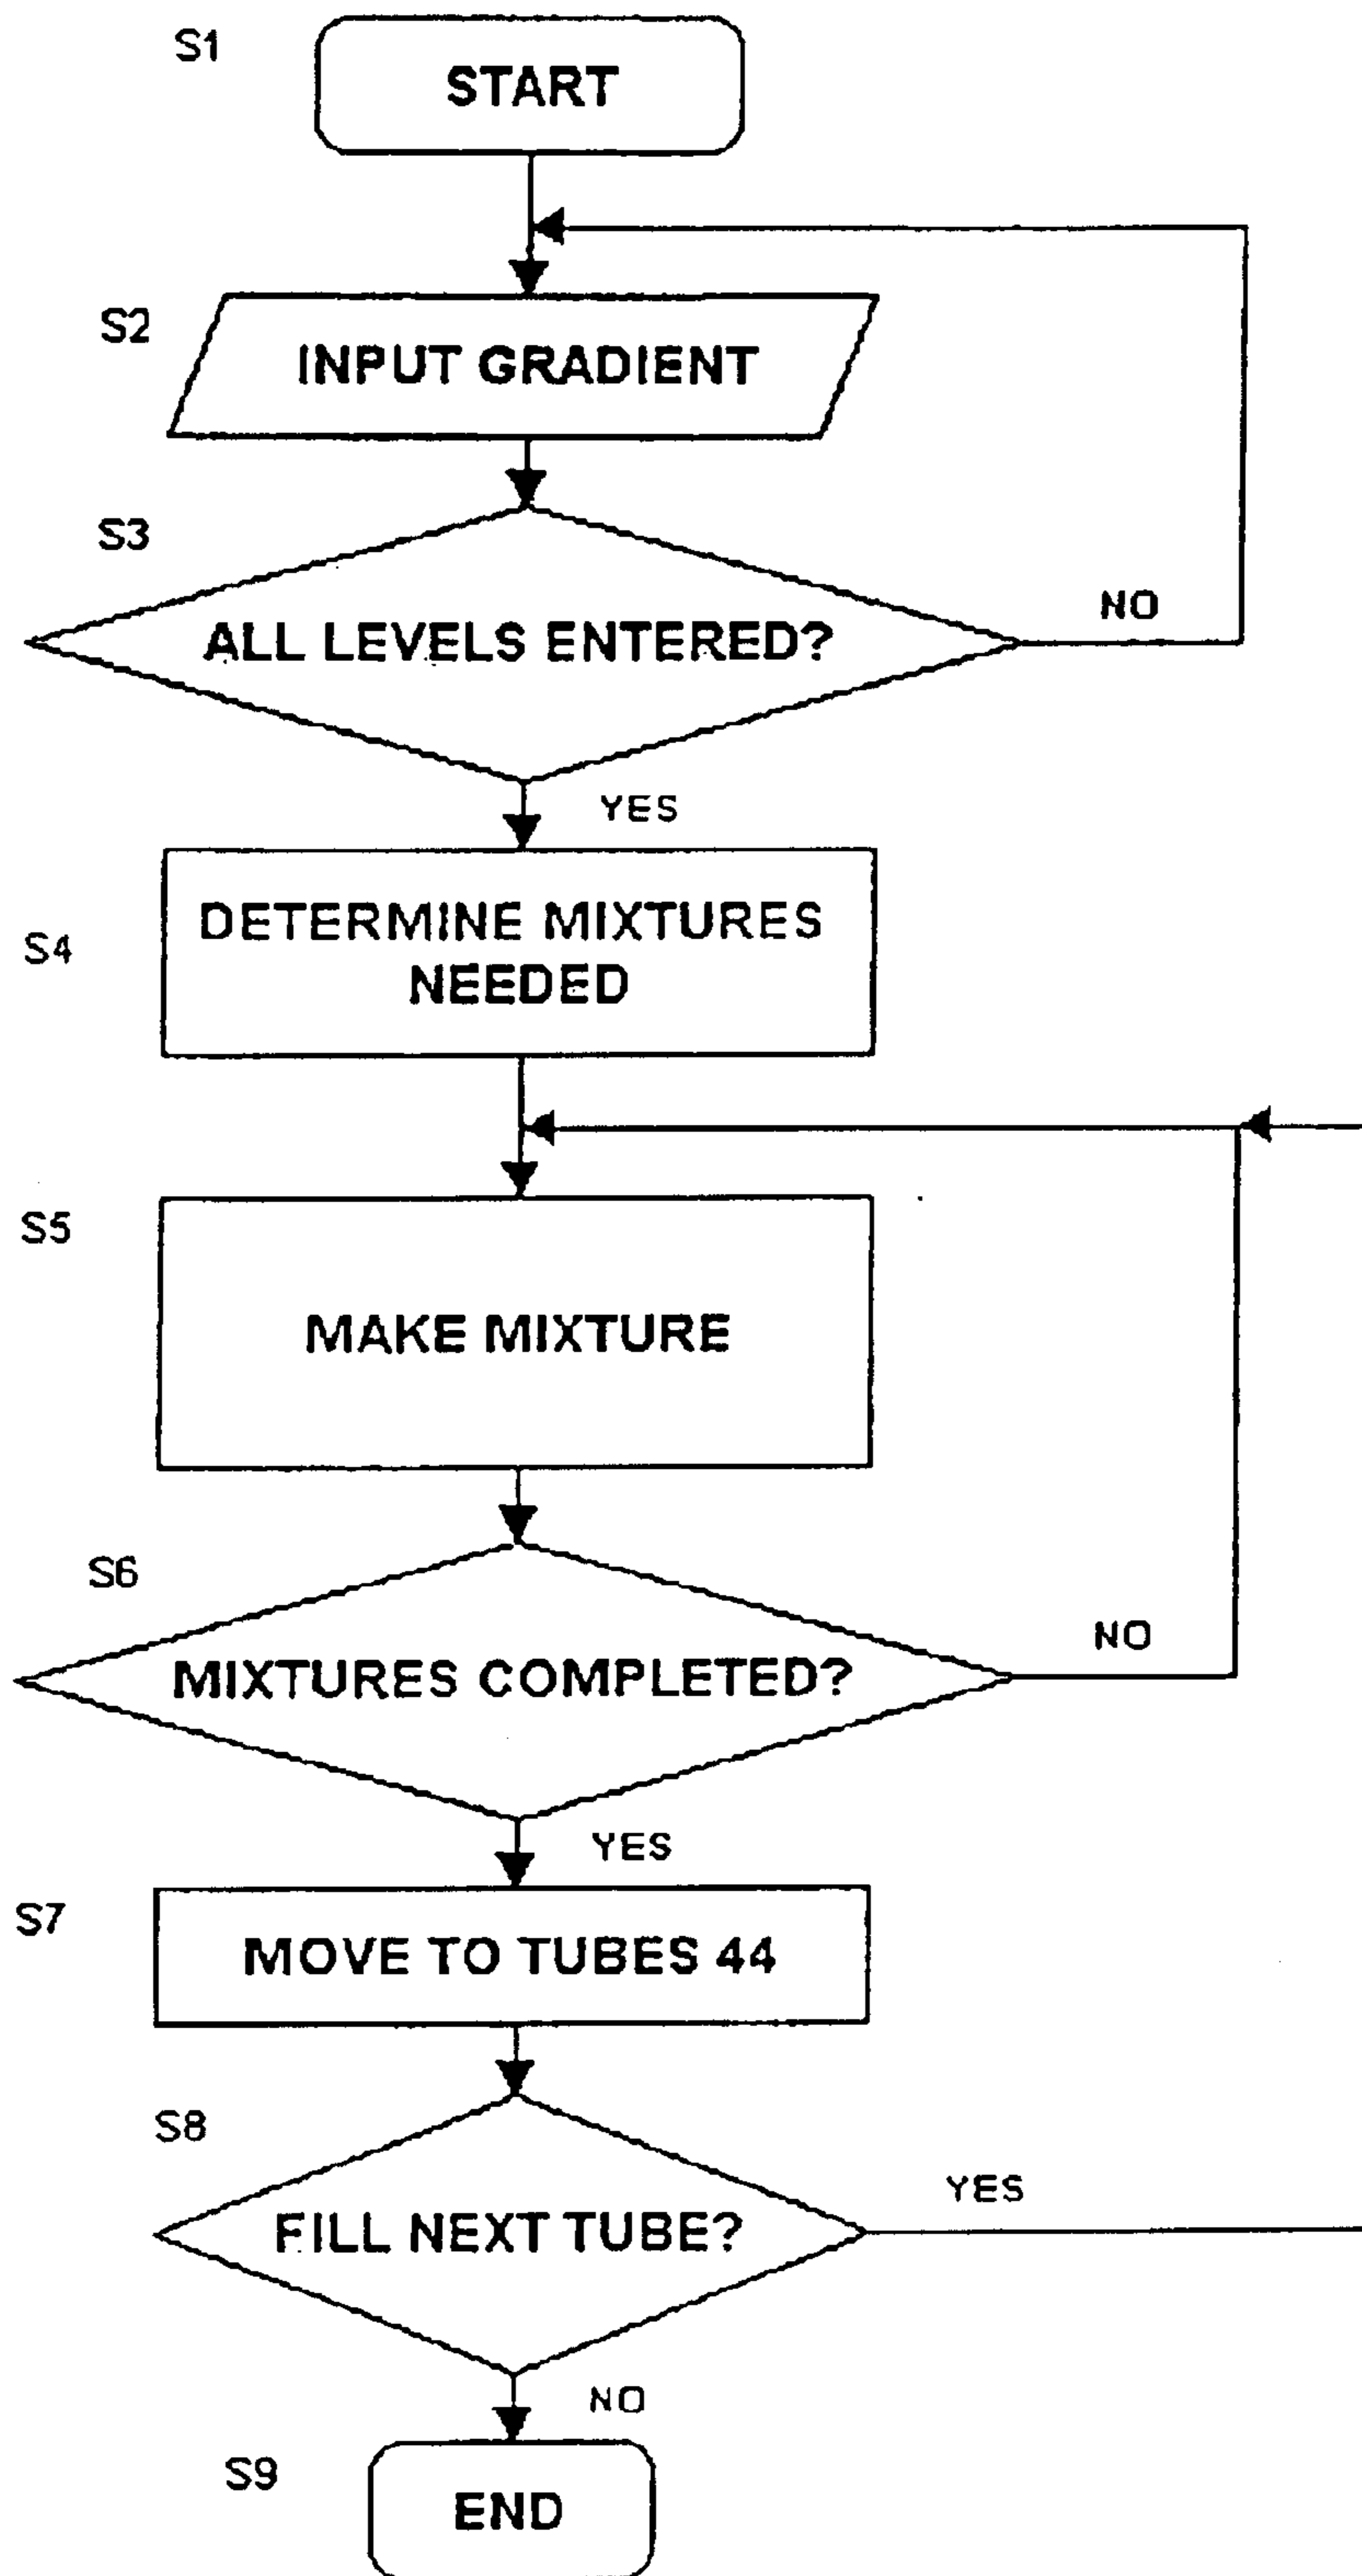 S1
START
S2
INPUT GRADIENT
S3
ALL LEVELS ENTERED?
NO
YES
S4
DETERMINE MIXTURES
NEEDED
S5
MAKE MIXTURE
S6
MIXTURES COMPLETED?
NO
YES
S7
MOVE TO TUBES 44
S8
FILL NEXT TUBE?
YES
NO
S9
END